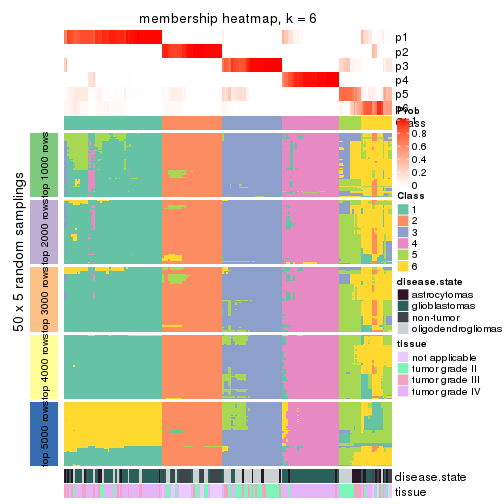 membership heatmap, k = 6
p1
p2
p3
p4
p5
p6
Class
Prob
1
0.8
0.6
0.4
0.2
0
Class
1
2
3
4
5
6
disease.state
astrocytomas
glioblastomas
non-tumor
oligodendrogliomas
tissue
not applicable
tumor grade II
tumor grade III
tumor grade IV
50 x 5 random samplings
top 1000 rows
top 2000 rows
top 3000 rows
top 4000 rows
top 5000 rows
disease.state
tissue